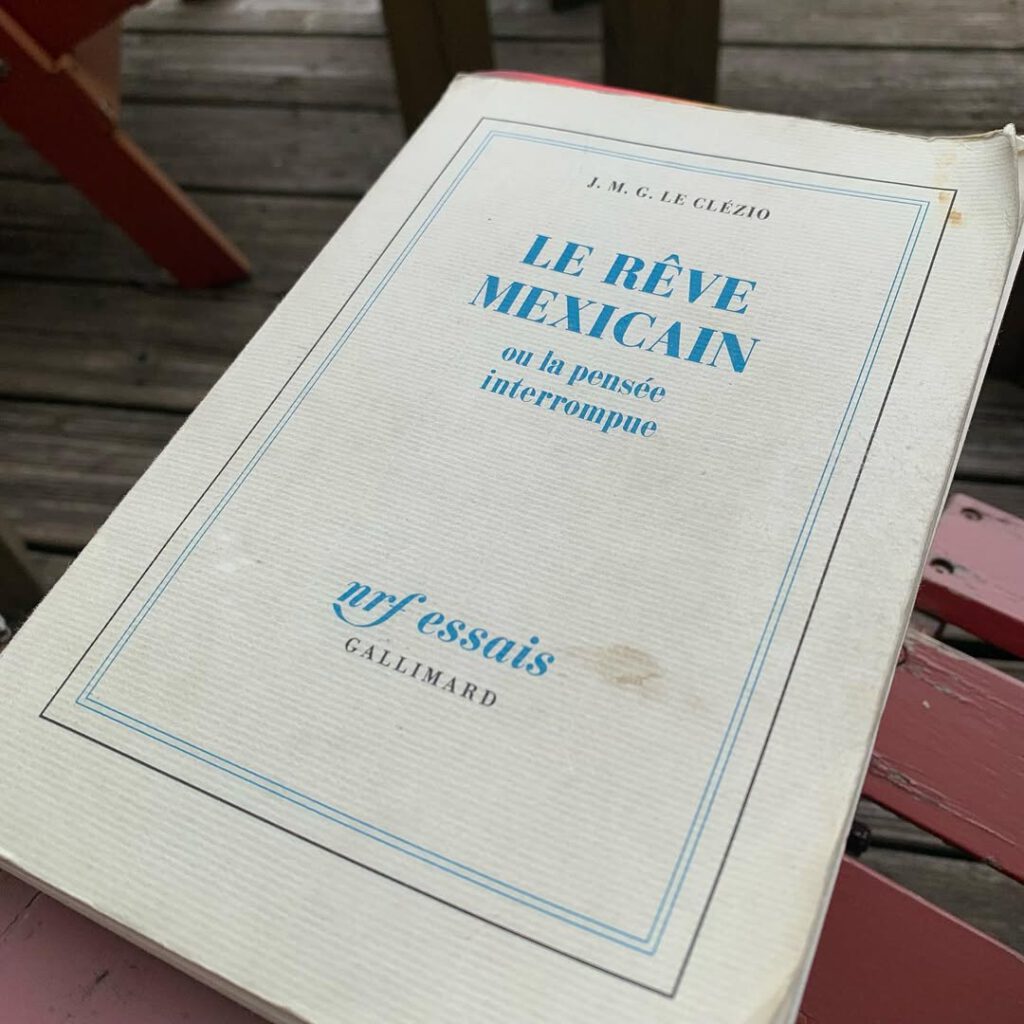 J. M. G. LE CLÉZIO
LE RÊVE
MEXICAIN
ou la pensée
interrompue
nrf essais
GALLIMARD